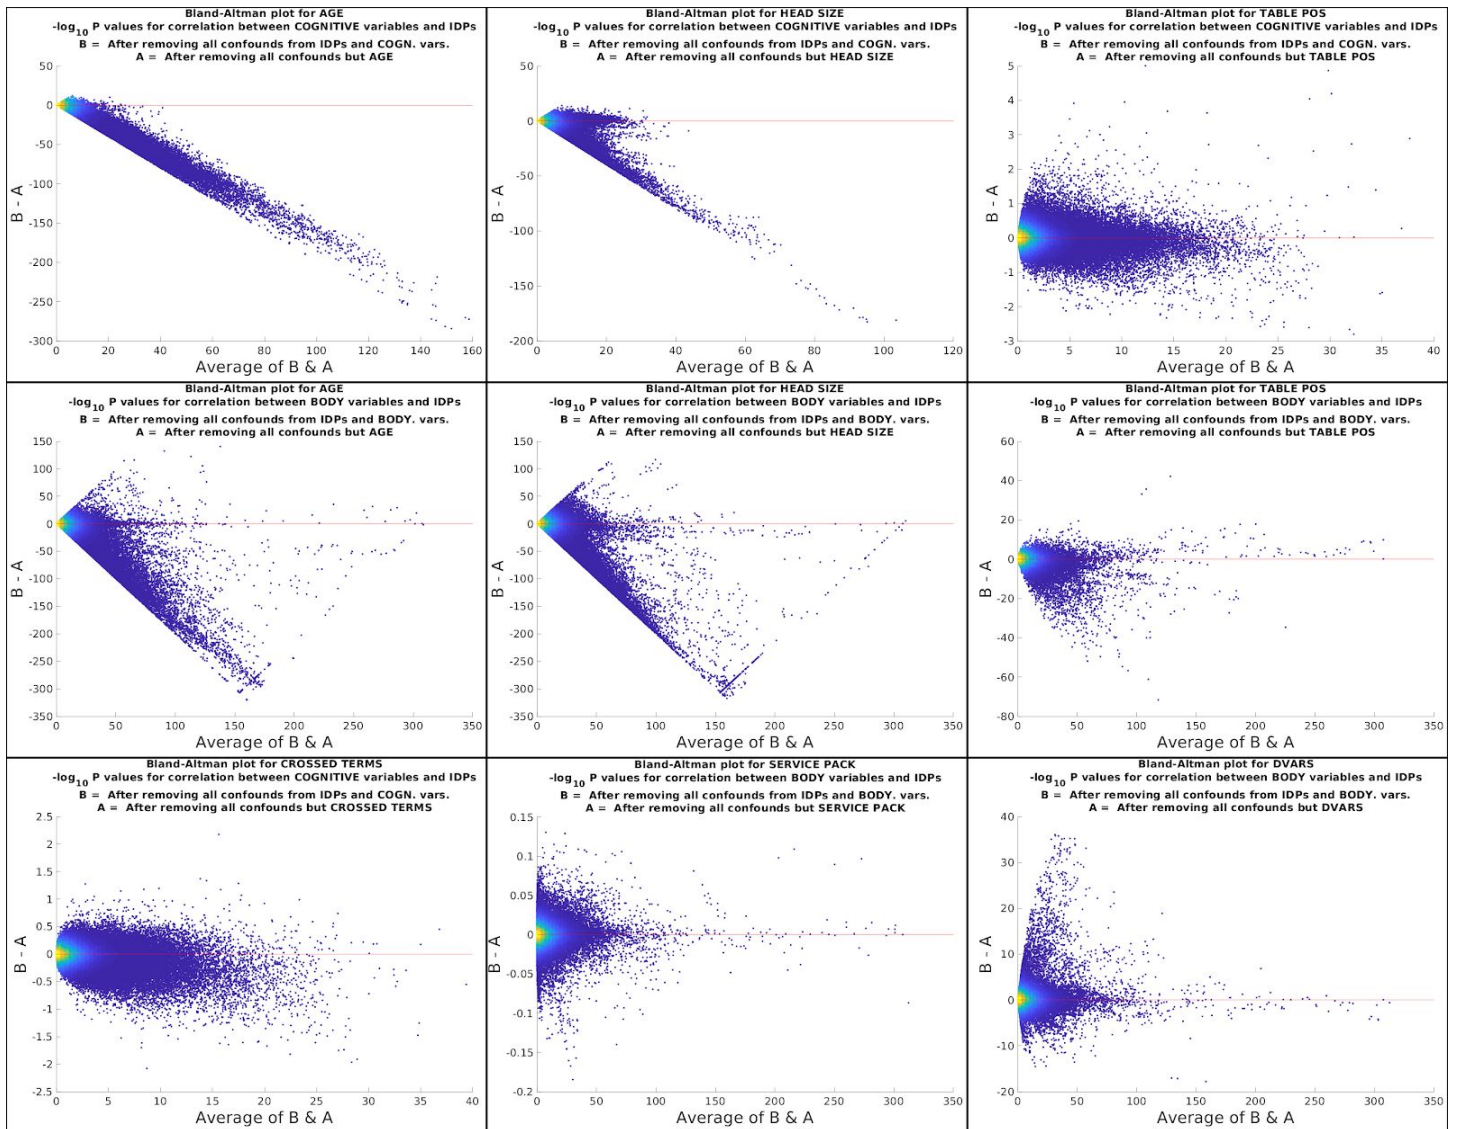 Bland-Altman plot for AGE
-log10 P values for correlation between COGNITIVE variables and IDPs
B = After removing all confounds from IDPs and COGN. vars.
A = After removing all confounds but AGE
50
0
-50
-100
-150
-200
-250
-300
B - A
0 20 40 60 80 100 120 140 160
Average of B & A
Bland-Altman plot for HEAD SIZE
-log10 P values for correlation between COGNITIVE variables and IDPs
B = After removing all confounds from IDPs and COGN. vars.
A = After removing all confounds but HEAD SIZE
50
0
-50
-100
-150
-200
B - A
0 20 40 60 80 100 120
Average of B & A
Bland-Altman plot for TABLE POS
-log10 P values for correlation between COGNITIVE variables and IDPs
B = After removing all confounds from IDPs and COGN. vars.
A = After removing all confounds but TABLE POS
5
4
3
2
1
0
-1
-2
-3
B - A
0 5 10 15 20 25 30 35 40
Average of B & A
Bland-Altman plot for AGE
-log10 P values for correlation between BODY variables and IDPs
B = After removing all confounds from IDPs and BODY. vars.
A = After removing all confounds but AGE
150
100
50
0
-50
-100
-150
-200
-250
-300
-350
B - A
0 50 100 150 200 250 300 350
Average of B & A
Bland-Altman plot for HEAD SIZE
-log10 P values for correlation between BODY variables and IDPs
B = After removing all confounds from IDPs and BODY. vars.
A = After removing all confounds but HEAD SIZE
150
100
50
0
-50
-100
-150
-200
-250
-300
-350
B - A
0 50 100 150 200 250 300 350
Average of B & A
Bland-Altman plot for TABLE POS
-log10 P values for correlation between BODY variables and IDPs
B = After removing all confounds from IDPs and BODY. vars.
A = After removing all confounds but TABLE POS
60
40
20
0
-20
-40
-60
-80
B - A
0 50 100 150 200 250 300 350
Average of B & A
Bland-Altman plot for CROSSED TERMS
-log10 P values for correlation between COGNITIVE variables and IDPs
B = After removing all confounds from IDPs and COGN. vars.
A = After removing all confounds but CROSSED TERMS
2.5
2
1.5
1
0.5
0
-0.5
-1
-1.5
-2
-2.5
B - A
0 5 10 15 20 25 30 35 40
Average of B & A
Bland-Altman plot for SERVICE PACK
-log10 P values for correlation between BODY variables and IDPs
B = After removing all confounds from IDPs and BODY. vars.
A = After removing all confounds but SERVICE PACK
0.15
0.1
0.05
0
-0.05
-0.1
-0.15
-0.2
B - A
0 50 100 150 200 250 300 350
Average of B & A
Bland-Altman plot for DVARS
-log10 P values for correlation between BODY variables and IDPs
B = After removing all confounds from IDPs and BODY. vars.
A = After removing all confounds but DVARS
40
30
20
10
0
-10
-20
B - A
0 50 100 150 200 250 300 350
Average of B & A